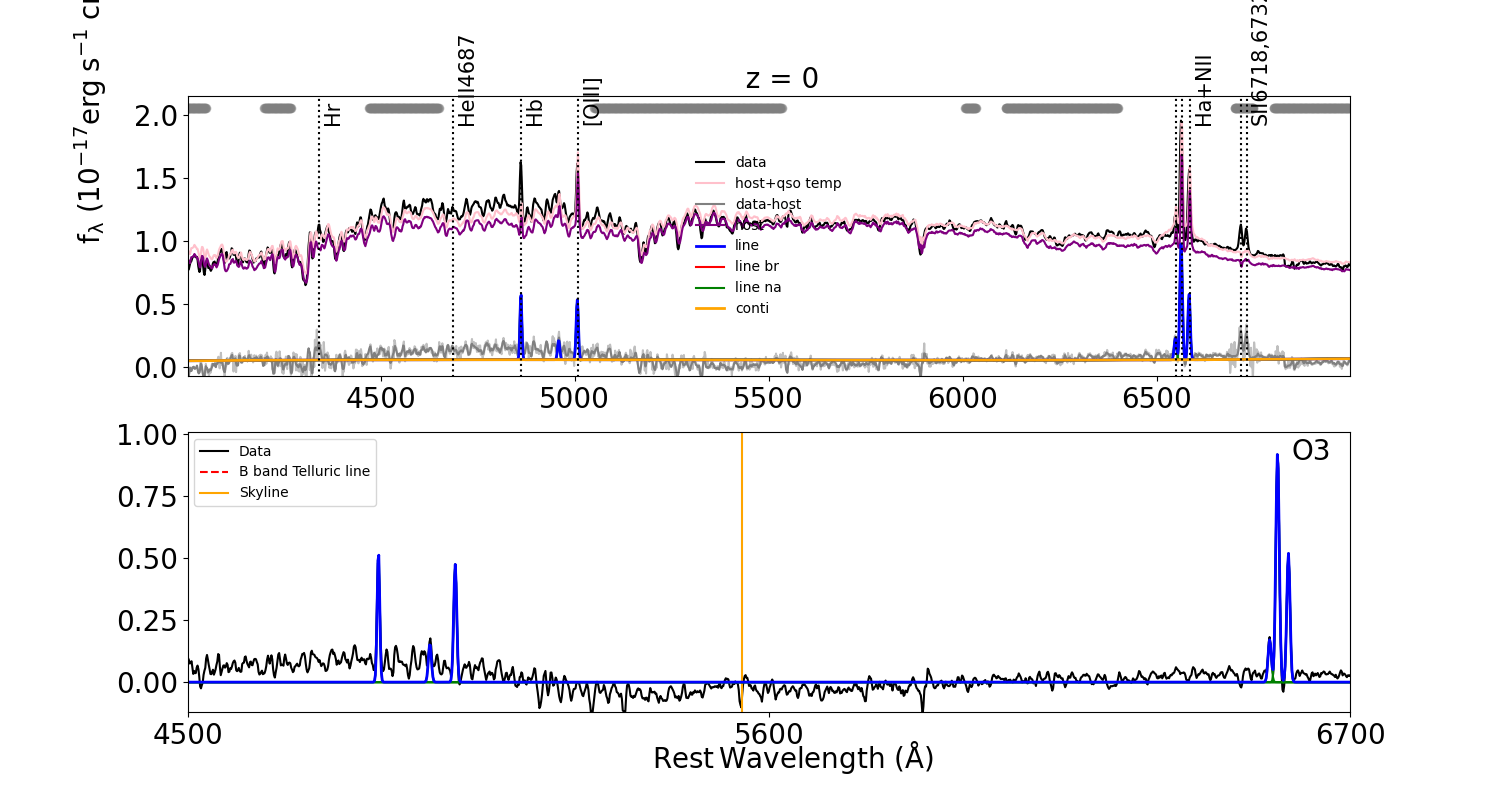 z = 0
f_λ (10^−17 erg s^−1 c
Hr
HeII4687
Hb
[OIII]
Ha+NII
SII6718,6732
2.0
1.5
1.0
0.5
0.0
data
host+qso temp
data-host
host
line
line br
line na
conti
4500 5000 5500 6000 6500
1.00
0.75
0.50
0.25
0.00
Data
B band Telluric line
Skyline
O3
4500 5600 6700
Rest Wavelength (Å)